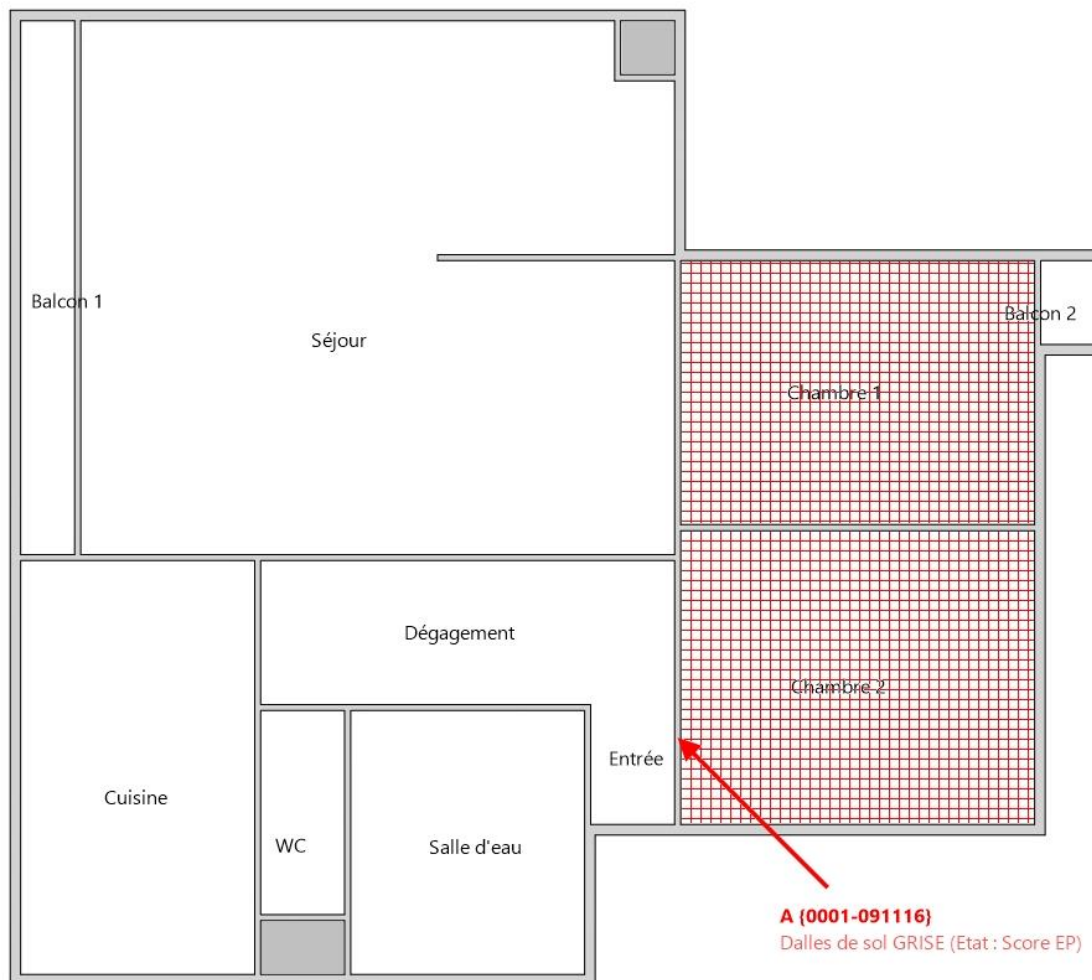 Balcon 1
Balcon 2
Séjour
Chambre 1
Dégagement
Chambre 2
Entrée
Cuisine
WC
Salle d'eau
A {0001-091116}
Dalles de sol GRISE (Etat : Score EP)